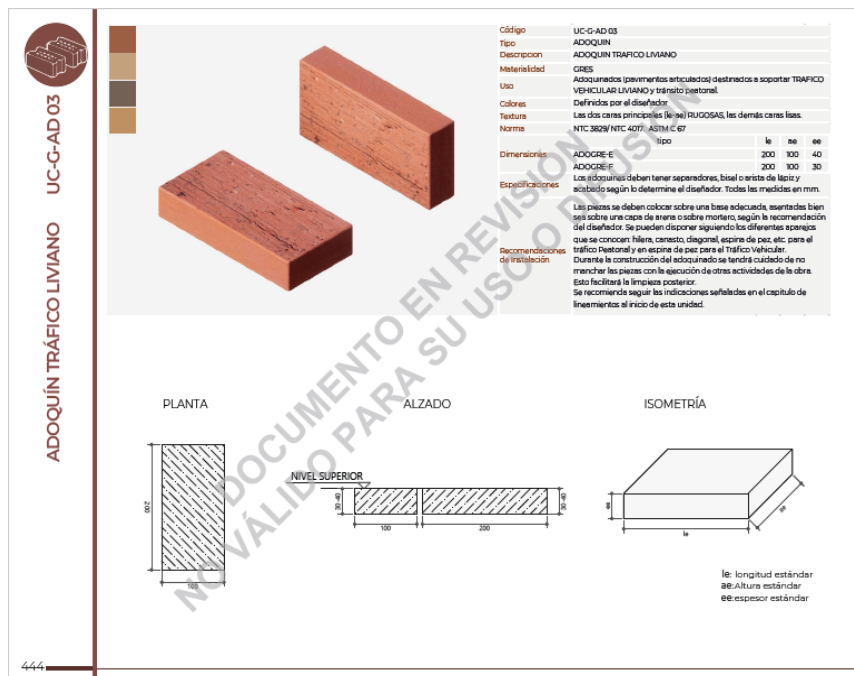 UC-G-AD 03
ADOQUÍN TRÁFICO LIVIANO
Código UC-G-AD 03
Tipo ADOQUIN
Descripcion ADOQUIN TRAFICO LIVIANO
Materialidad GRES
Uso Adoquinados (pavimentos articulados) destinados a soportar TRAFICO
VEHICULAR LIVIANO y tránsito peatonal.
Colores Definidos por el diseñador
Textura Las dos caras principales (le-ae) RUGOSAS, las demás caras lisas.
Norma NTC 3829/ NTC 4017. ASTM C 67
Dimensiones tipo le ae ee
ADOGRE-E 200 100 40
ADOGRE-F 200 100 30
Especificaciones Los adoquines deben tener separadores, bisel o arista de lápiz y
acabado según lo determine el diseñador. Todas las medidas en mm.
Recomendaciones de instalación
Las piezas se deben colocar sobre una base adecuada, asentadas bien
sea sobre una capa de arena o sobre mortero, según la recomendación
del diseñador. Se pueden disponer siguiendo los diferentes aparejos
que se conocen: hilera, canasto, diagonal, espina de pez, etc. para el
tráfico Peatonal y en espina de pez para el Tráfico Vehicular.
Durante la construcción del adoquinado se tendrá cuidado de no
manchar las piezas con la ejecución de otras actividades de la obra.
Esto facilitará la limpieza posterior.
Se recomienda seguir las indicaciones señaladas en el capitulo de
lineamientos al inicio de esta unidad.
DOCUMENTO EN REVISIÓN
NO VÁLIDO PARA SU USO O DIFUSIÓN
PLANTA
ALZADO
ISOMETRÍA
200
100
NIVEL SUPERIOR
30-40
100
200
30-40
ee
le
ae
le: longitud estándar
ae:Altura estándar
ee:espesor estándar
444